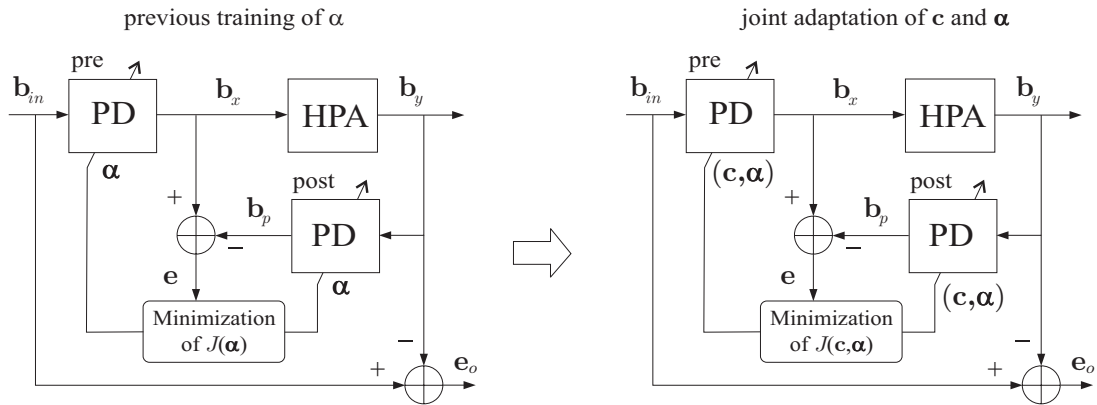 previous training of α
pre
b_in
PD
b_x
HPA
b_y
α
post
+
b_p
PD
−
e
α
Minimization
of J(α)
−
+
e_o
joint adaptation of c and α
pre
b_in
PD
b_x
HPA
b_y
(c,α)
post
+
b_p
PD
−
e
(c,α)
Minimization
of J(c,α)
−
+
e_o